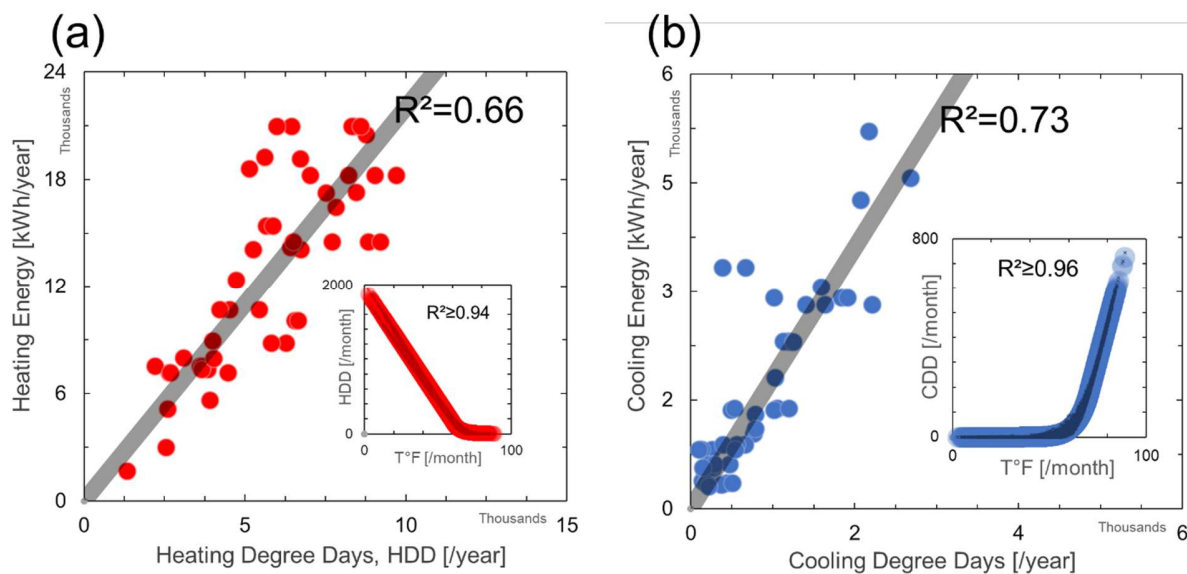 (a)
24
Thousands
18
12
6
0
Heating Energy [kWh/year]
R²=0.66
2000
R²≥0.94
HDD [/month]
0
T°F [/month]
100
0
5
10
Thousands
15
Heating Degree Days, HDD [/year]
(b)
6
Thousands
5
3
2
0
Cooling Energy [kWh/year]
R²=0.73
800
R²≥0.96
CDD [/month]
0
0
T°F [/month]
100
0
2
4
Thousands
6
Cooling Degree Days [/year]